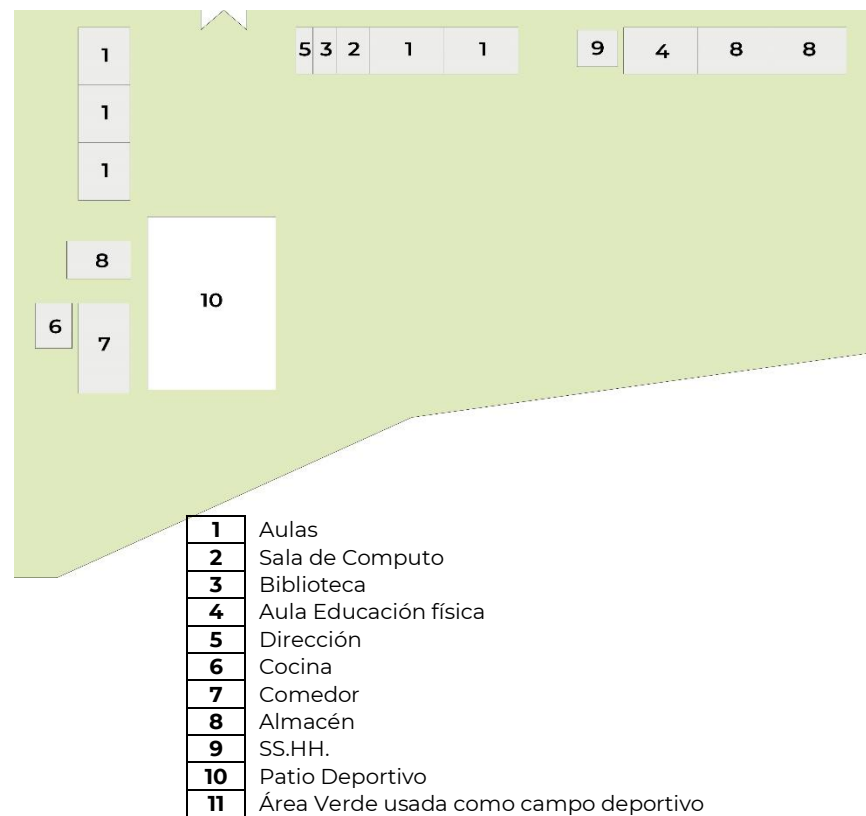 1
1
1
5 3 2 1 1
9 4 8 8
8
6
7
10
1 Aulas
2 Sala de Computo
3 Biblioteca
4 Aula Educación física
5 Dirección
6 Cocina
7 Comedor
8 Almacén
9 SS.HH.
10 Patio Deportivo
11 Área Verde usada como campo deportivo